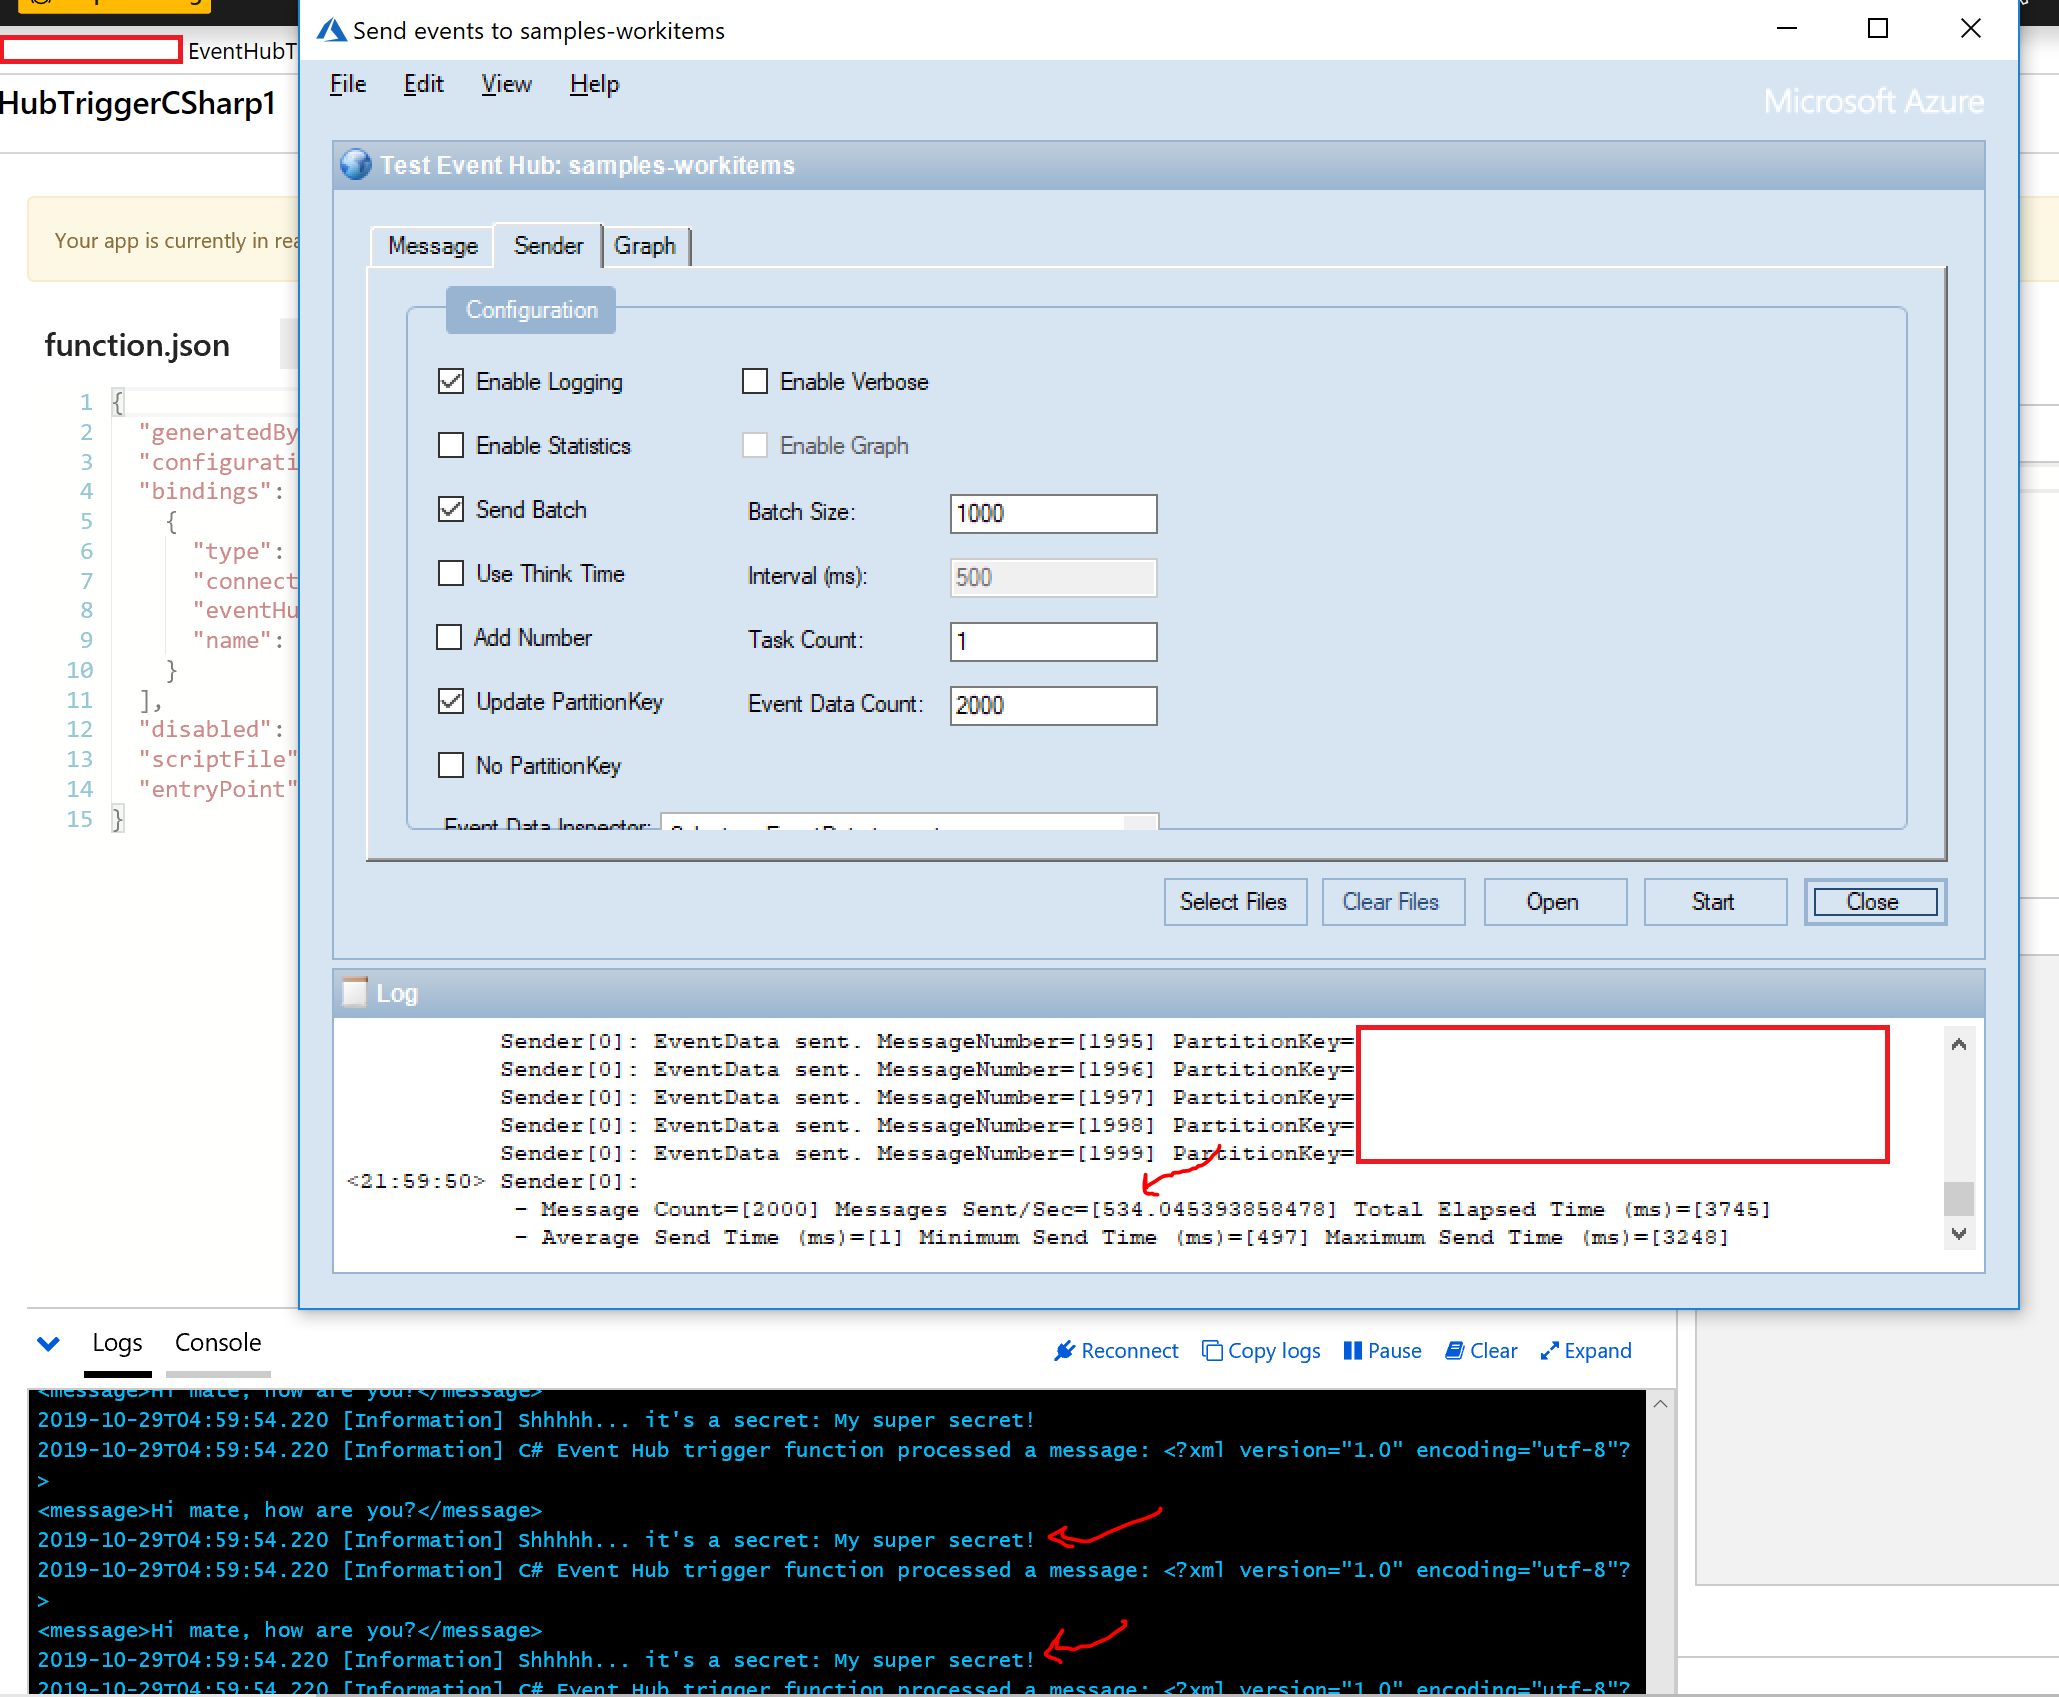 Send events to samples-workitems
EventHubT
HubTriggerCSharp1
File Edit View Help
Microsoft Azure
Test Event Hub: samples-workitems
Your app is currently in rea
Message Sender Graph
Configuration
function.json
Enable Logging Enable Verbose
Enable Statistics Enable Graph
Send Batch Batch Size: 1000
Use Think Time Interval (ms): 500
Add Number Task Count: 1
Update PartitionKey Event Data Count: 2000
No PartitionKey
Event Data Inspector:
1 {
2 "generatedBy
3 "configurati
4 "bindings":
5 {
6 "type":
7 "connect
8 "eventHu
9 "name":
10 }
11 ],
12 "disabled":
13 "scriptFile"
14 "entryPoint"
15 }
Select Files Clear Files Open Start Close
Log
Sender[0]: EventData sent. MessageNumber=[1995] PartitionKey=
Sender[0]: EventData sent. MessageNumber=[1996] PartitionKey=
Sender[0]: EventData sent. MessageNumber=[1997] PartitionKey=
Sender[0]: EventData sent. MessageNumber=[1998] PartitionKey=
Sender[0]: EventData sent. MessageNumber=[1999] PartitionKey=
<21:59:50> Sender[0]:
- Message Count=[2000] Messages Sent/Sec=[534.045393858478] Total Elapsed Time (ms)=[3745]
- Average Send Time (ms)=[1] Minimum Send Time (ms)=[497] Maximum Send Time (ms)=[3248]
Logs Console
Reconnect Copy logs Pause Clear Expand
<message>Hi mate, how are you?</message>
2019-10-29T04:59:54.220 [Information] Shhhhh... it's a secret: My super secret!
2019-10-29T04:59:54.220 [Information] C# Event Hub trigger function processed a message: <?xml version="1.0" encoding="utf-8"?
>
<message>Hi mate, how are you?</message>
2019-10-29T04:59:54.220 [Information] Shhhhh... it's a secret: My super secret!
2019-10-29T04:59:54.220 [Information] C# Event Hub trigger function processed a message: <?xml version="1.0" encoding="utf-8"?
>
<message>Hi mate, how are you?</message>
2019-10-29T04:59:54.220 [Information] Shhhhh... it's a secret: My super secret!
2019-10-29T04:59:54.220 [Information] C# Event Hub trigger function processed a message: <?xml version="1.0" encoding="utf-8"?